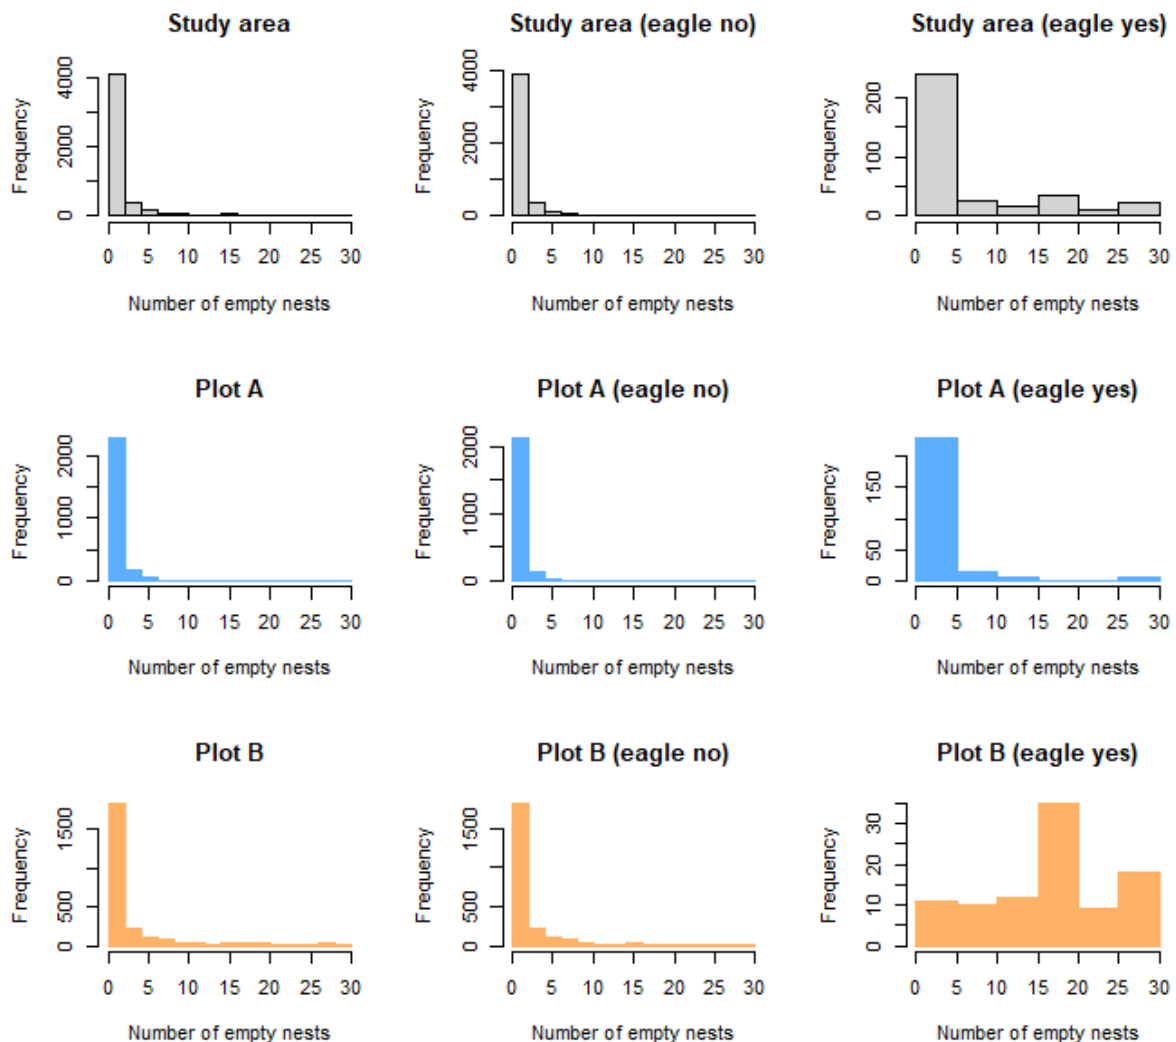 Study area
Frequency
0
2000
4000
0 5 10 15 20 25 30
Number of empty nests
Study area (eagle no)
Frequency
0
2000
4000
0 5 10 15 20 25 30
Number of empty nests
Study area (eagle yes)
Frequency
0
100
200
0 5 10 15 20 25 30
Number of empty nests
Plot A
Frequency
0
1000
2000
0 5 10 15 20 25 30
Number of empty nests
Plot A (eagle no)
Frequency
0
1000
2000
0 5 10 15 20 25 30
Number of empty nests
Plot A (eagle yes)
Frequency
0
50
150
0 5 10 15 20 25 30
Number of empty nests
Plot B
Frequency
0
500
1500
0 5 10 15 20 25 30
Number of empty nests
Plot B (eagle no)
Frequency
0
500
1500
0 5 10 15 20 25 30
Number of empty nests
Plot B (eagle yes)
Frequency
0
10
20
30
0 5 10 15 20 25 30
Number of empty nests